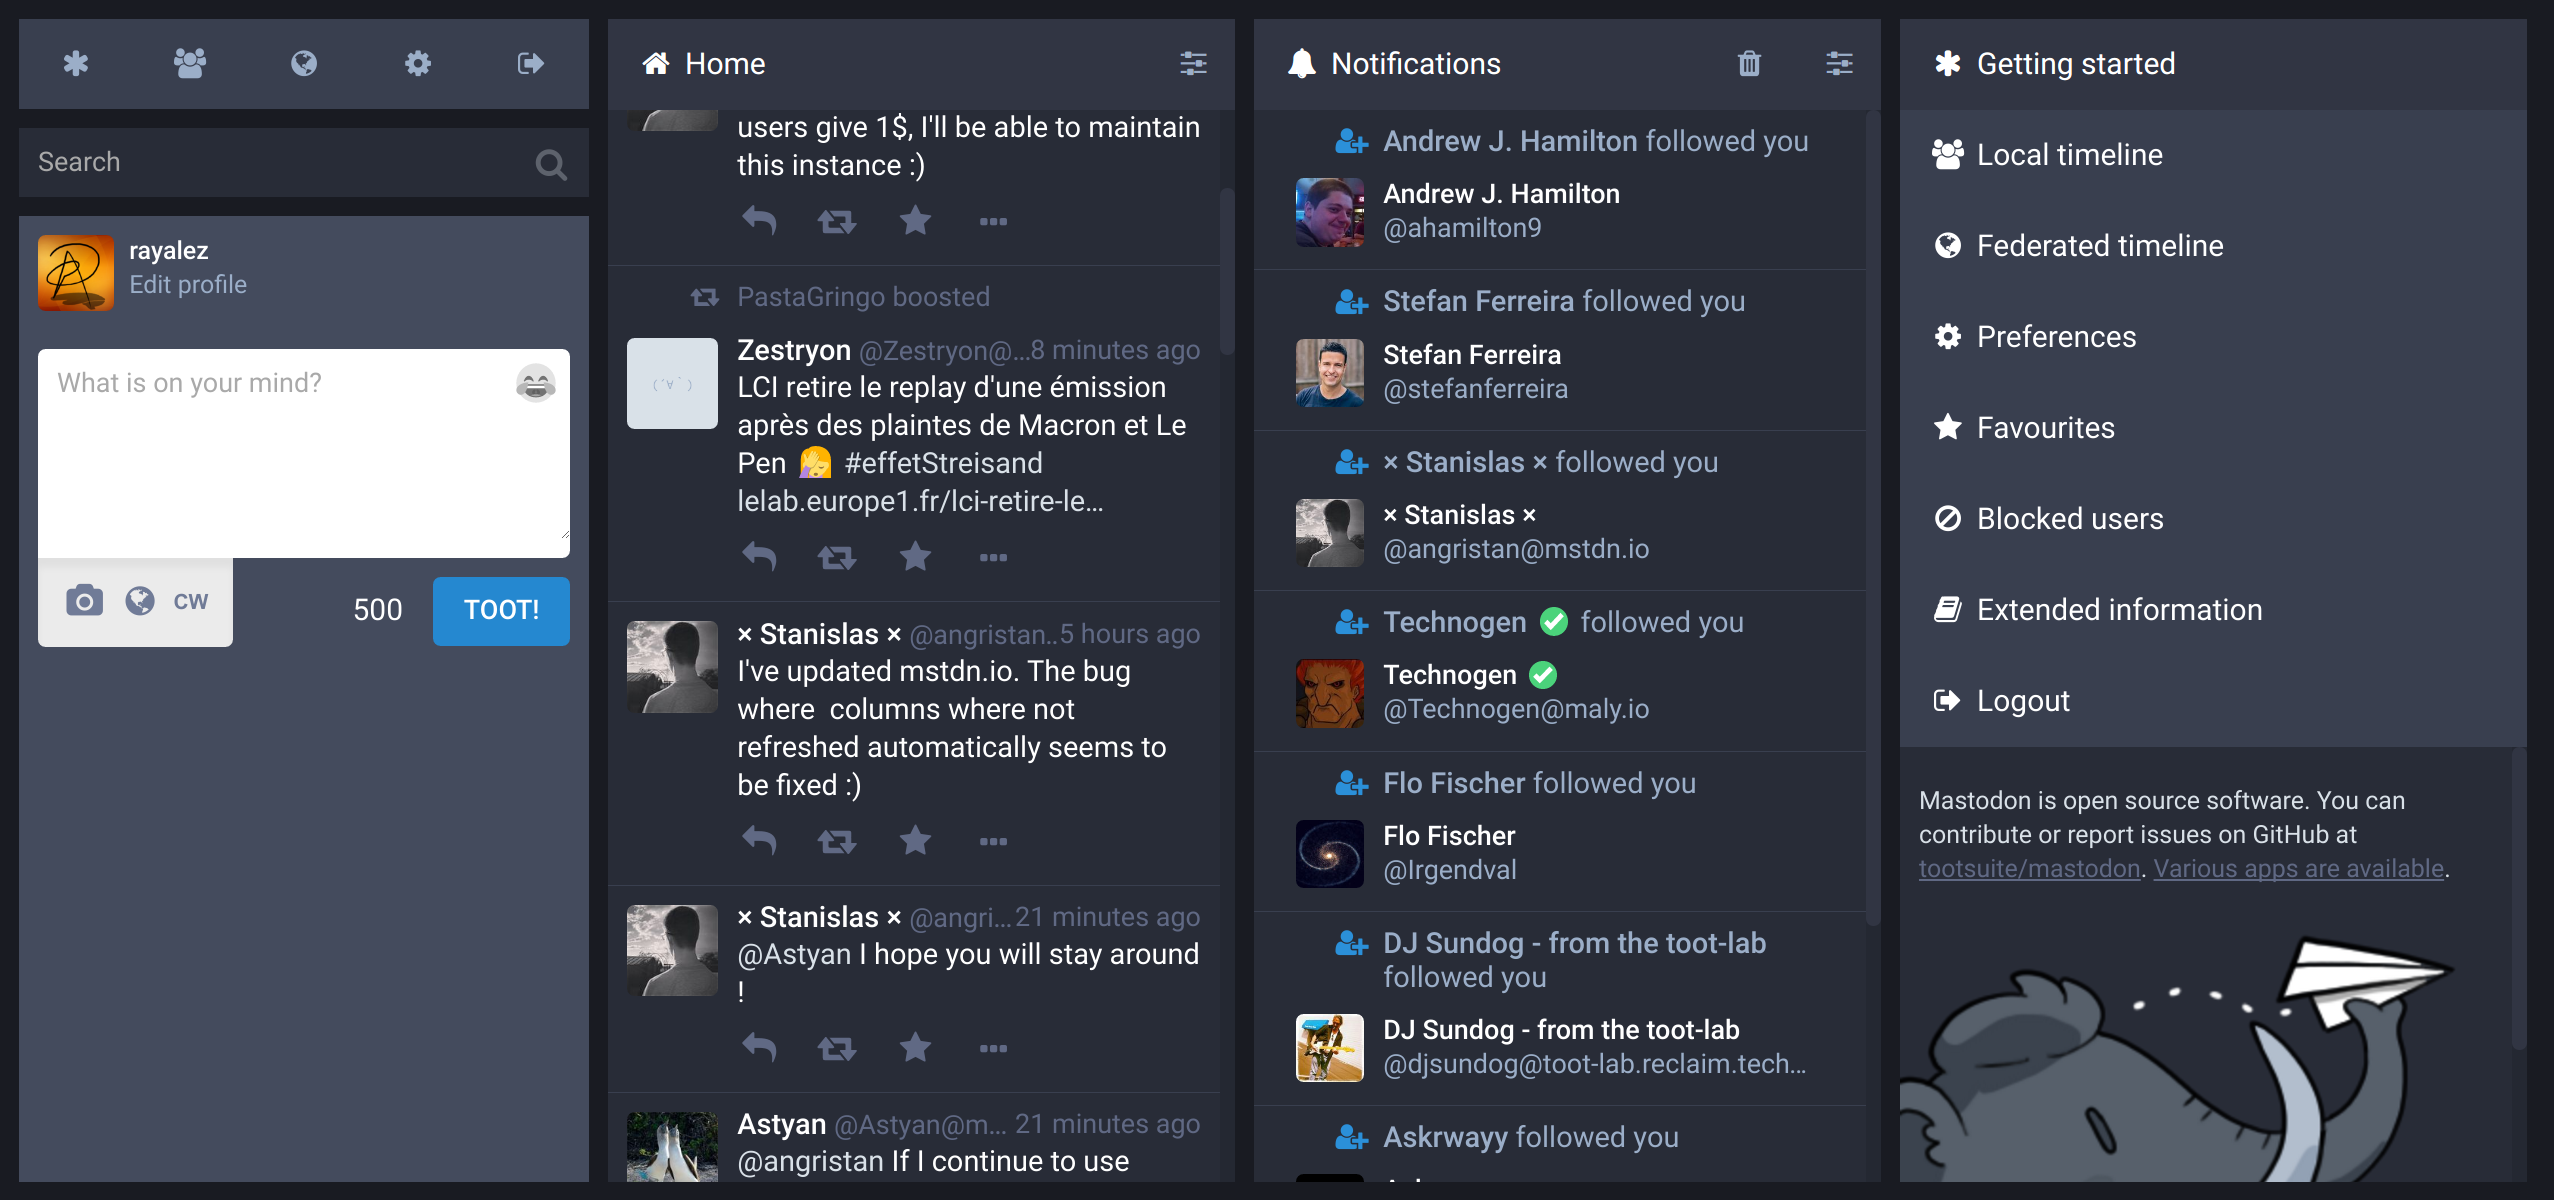 Search
rayalez
Edit profile
What is on your mind?
CW
500
TOOT!
Home
users give 1$, I'll be able to maintain
this instance :)
PastaGringo boosted
Zestryon @Zestryon@...8 minutes ago
LCI retire le replay d'une émission
après des plaintes de Macron et Le
Pen 🤦 #effetStreisand
lelab.europe1.fr/lci-retire-le...
× Stanislas × @angristan..5 hours ago
I've updated mstdn.io. The bug
where  columns where not
refreshed automatically seems to
be fixed :)
× Stanislas × @angri... 21 minutes ago
@Astyan I hope you will stay around
!
Astyan @Astyan@m... 21 minutes ago
@angristan If I continue to use
Notifications
Andrew J. Hamilton followed you
Andrew J. Hamilton
@ahamilton9
Stefan Ferreira followed you
Stefan Ferreira
@stefanferreira
× Stanislas × followed you
× Stanislas ×
@angristan@mstdn.io
Technogen ✅ followed you
Technogen ✅
@Technogen@maly.io
Flo Fischer followed you
Flo Fischer
@Irgendval
DJ Sundog - from the toot-lab
followed you
DJ Sundog - from the toot-lab
@djsundog@toot-lab.reclaim.tech...
Askrwayy followed you
Getting started
Local timeline
Federated timeline
Preferences
Favourites
Blocked users
Extended information
Logout
Mastodon is open source software. You can
contribute or report issues on GitHub at
tootsuite/mastodon. Various apps are available.